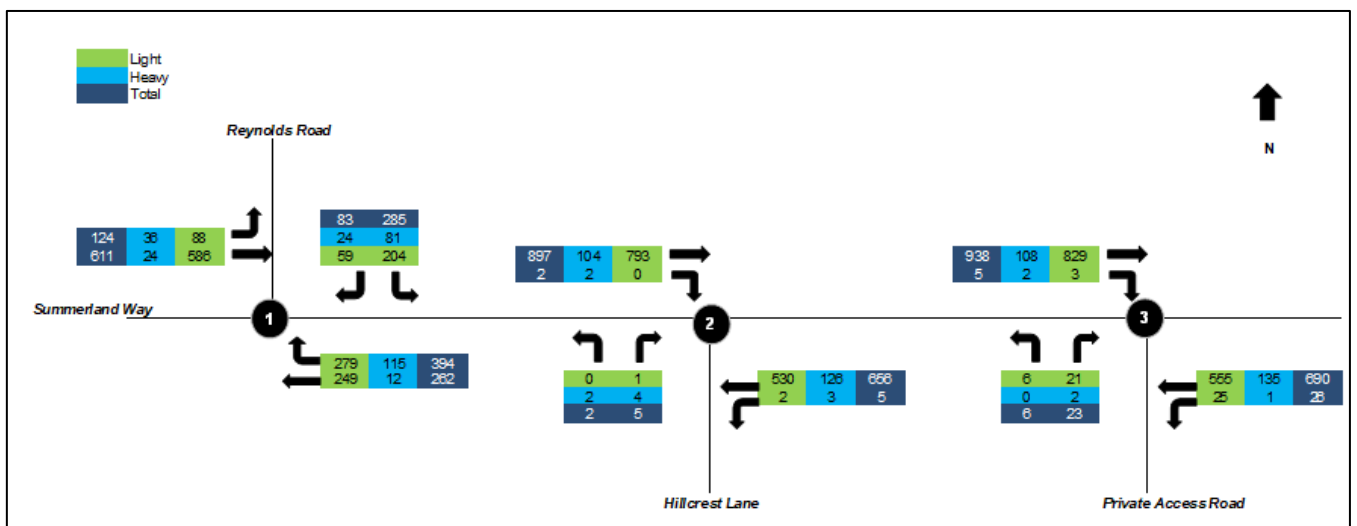 Light
Heavy
Total
N
Reynolds Road
83 285
24 81
59 204
124 36 88
611 24 586
897 104 793
2 2 0
938 108 829
5 2 3
Summerland Way
1
2
3
279 115 394
249 12 262
0 1
2 4
2 5
530 126 656
2 3 5
6 21
0 2
6 23
555 135 690
25 1 26
Hillcrest Lane
Private Access Road